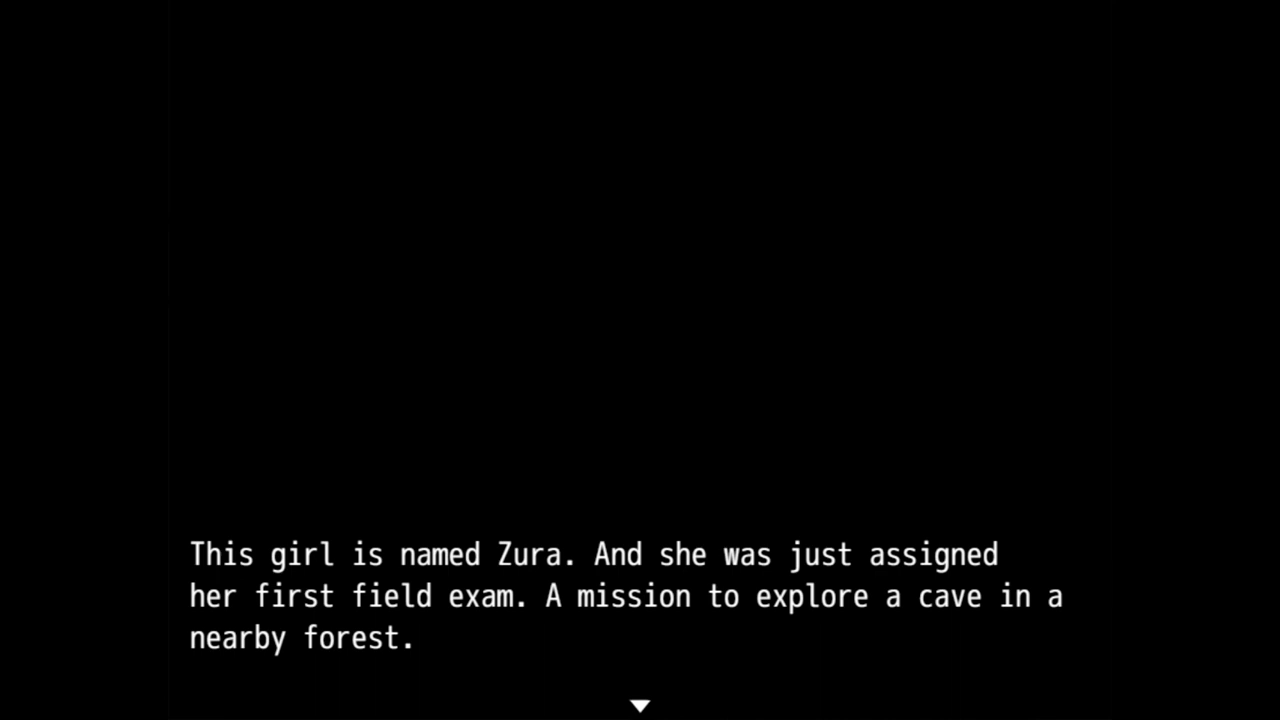 This girl is named Zura. And she was just assigned
her first field exam. A mission to explore a cave in a
nearby forest.